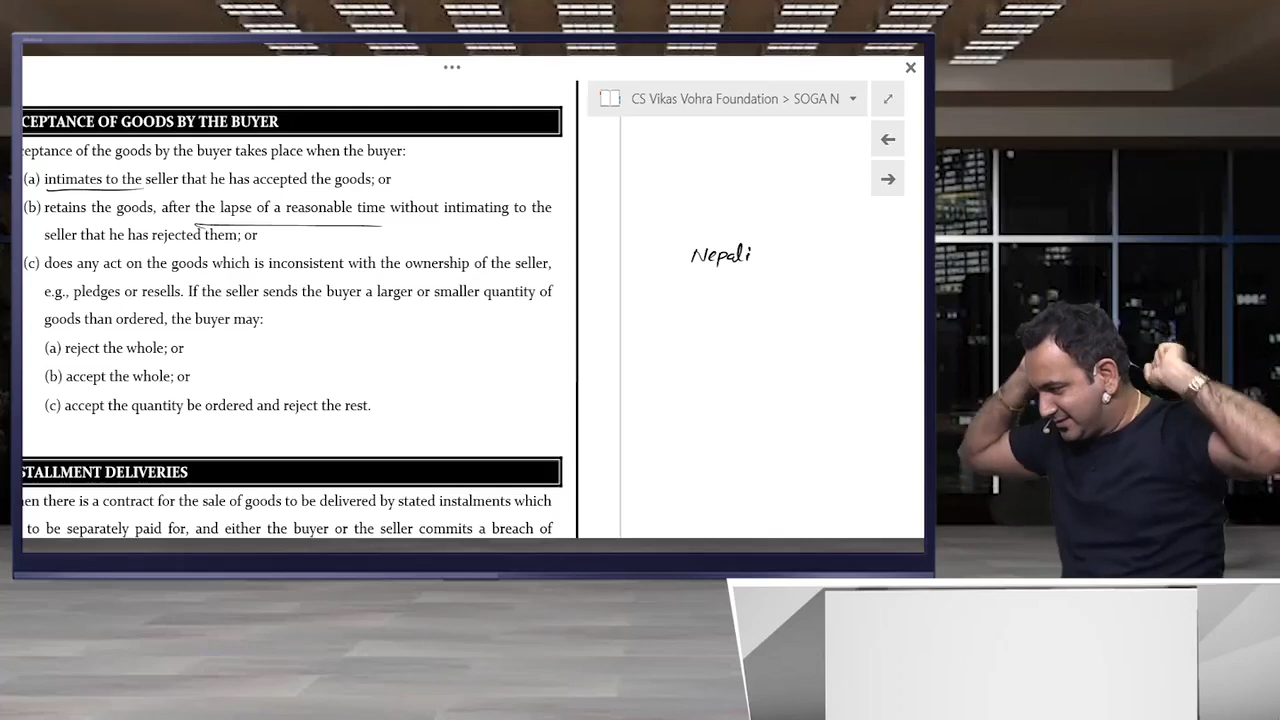 CEPTANCE OF GOODS BY THE BUYER
ceptance of the goods by the buyer takes place when the buyer:
(a) intimates to the seller that he has accepted the goods; or
(b) retains the goods, after the lapse of a reasonable time without intimating to the
seller that he has rejected them; or
(c) does any act on the goods which is inconsistent with the ownership of the seller,
e.g., pledges or resells. If the seller sends the buyer a larger or smaller quantity of
goods than ordered, the buyer may:
(a) reject the whole; or
(b) accept the whole; or
(c) accept the quantity be ordered and reject the rest.
STALLMENT DELIVERIES
en there is a contract for the sale of goods to be delivered by stated instalments which
to be separately paid for, and either the buyer or the seller commits a breach of
CS Vikas Vohra Foundation > SOGA N
Nepali